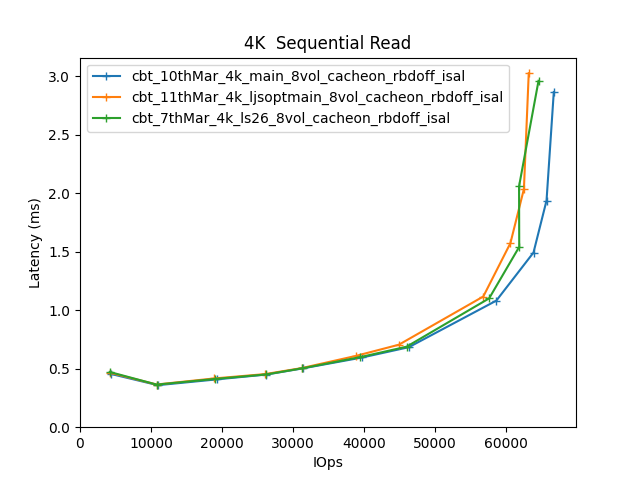 4K  Sequential Read
cbt_10thMar_4k_main_8vol_cacheon_rbdoff_isal
cbt_11thMar_4k_ljsoptmain_8vol_cacheon_rbdoff_isal
cbt_7thMar_4k_ls26_8vol_cacheon_rbdoff_isal
Latency (ms)
3.0
2.5
2.0
1.5
1.0
0.5
0.0
0 10000 20000 30000 40000 50000 60000
IOps